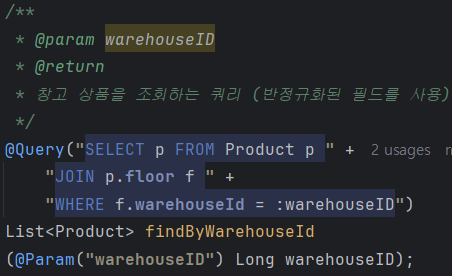 /**
 * @param warehouseID
 * @return
 * 창고 상품을 조회하는 쿼리 (반정규화된 필드를 사용)
 */
@Query("SELECT p FROM Product p " + 2 usages
"JOIN p.floor f " +
"WHERE f.warehouseId = :warehouseID")
List<Product> findByWarehouseId
(@Param("warehouseID") Long warehouseID);